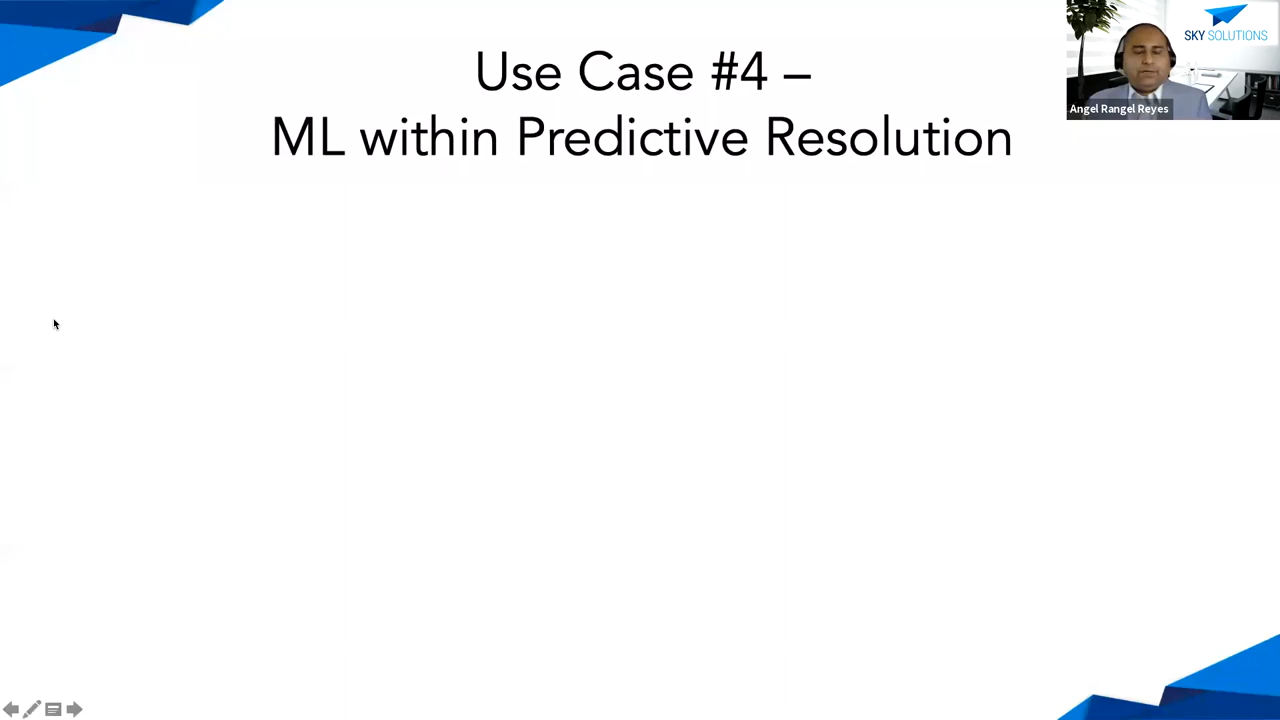 Use Case #4 –
ML within Predictive Resolution
SKY SOLUTIONS
Angel Rangel Reyes